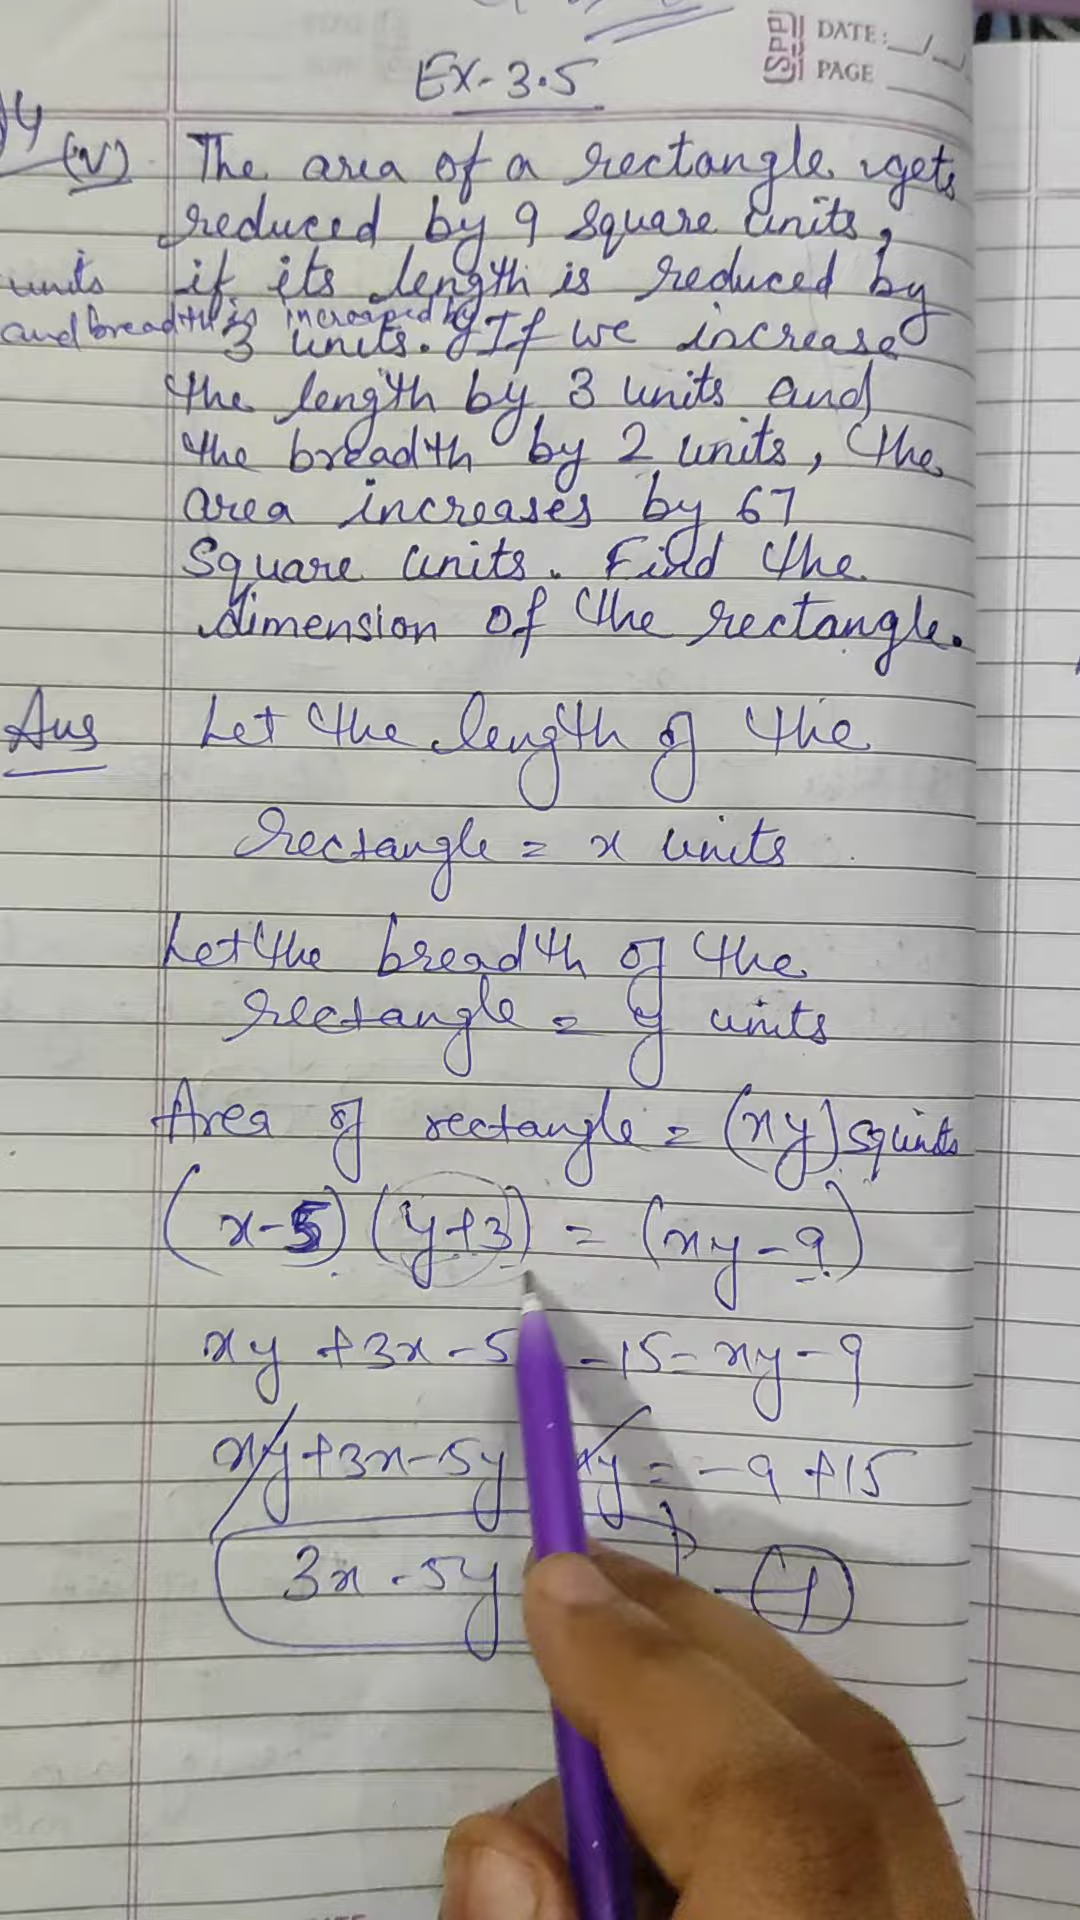 SPP DATE:
PAGE
Ex-3.5
(v) The area of a rectangle gets
reduced by 9 square units,
units if its length is reduced by
and breadth is increased by
3 units. If we increase
the length by 3 units and
the breadth by 2 units, the
area increases by 67
square units. Find the
dimension of the rectangle.
Ans Let the length of the
rectangle = x units
Let the breadth of the
rectangle = y units
Area of rectangle = (xy) sq units
(x-5) (y+3) = (xy-9)
xy +3x-5 -15=xy-9
xy+3x-5y xy = -9+15
3x-5y -1